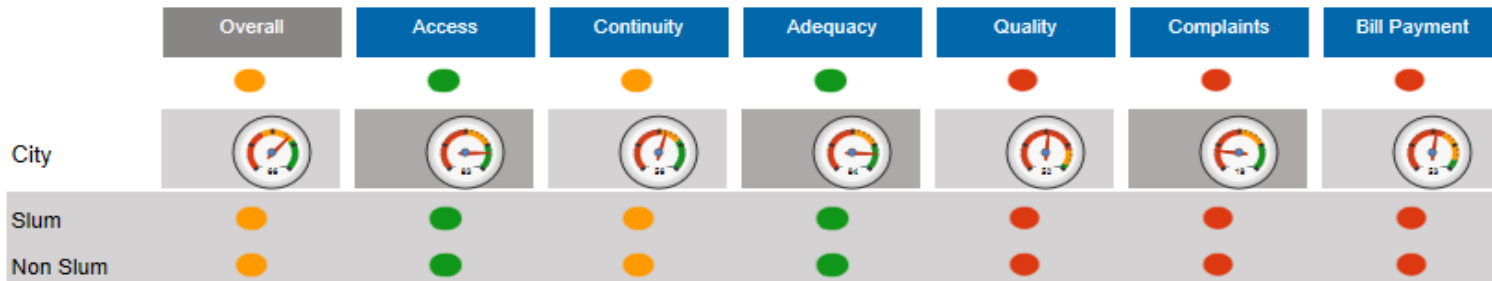 Overall Access Continuity Adequacy Quality Complaints Bill Payment
City
Slum
Non Slum